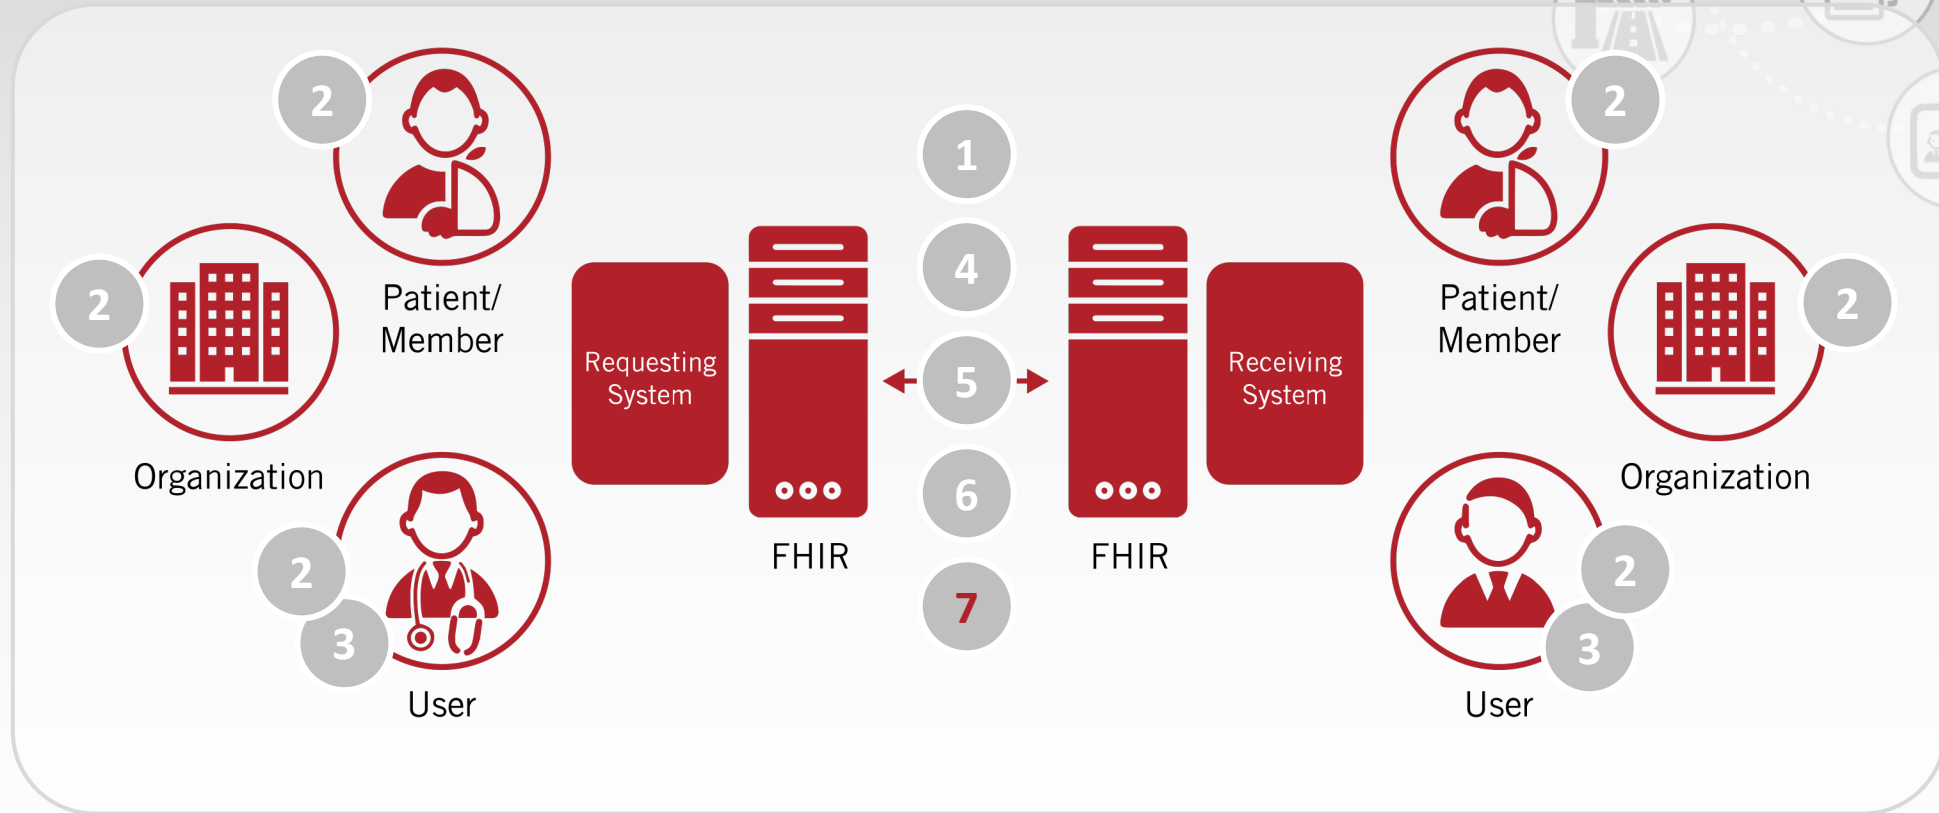 2
Patient/
Member
2
Organization
2
3
User
Requesting
System
FHIR
1
4
5
6
7
FHIR
Receiving
System
2
Patient/
Member
2
Organization
2
3
User